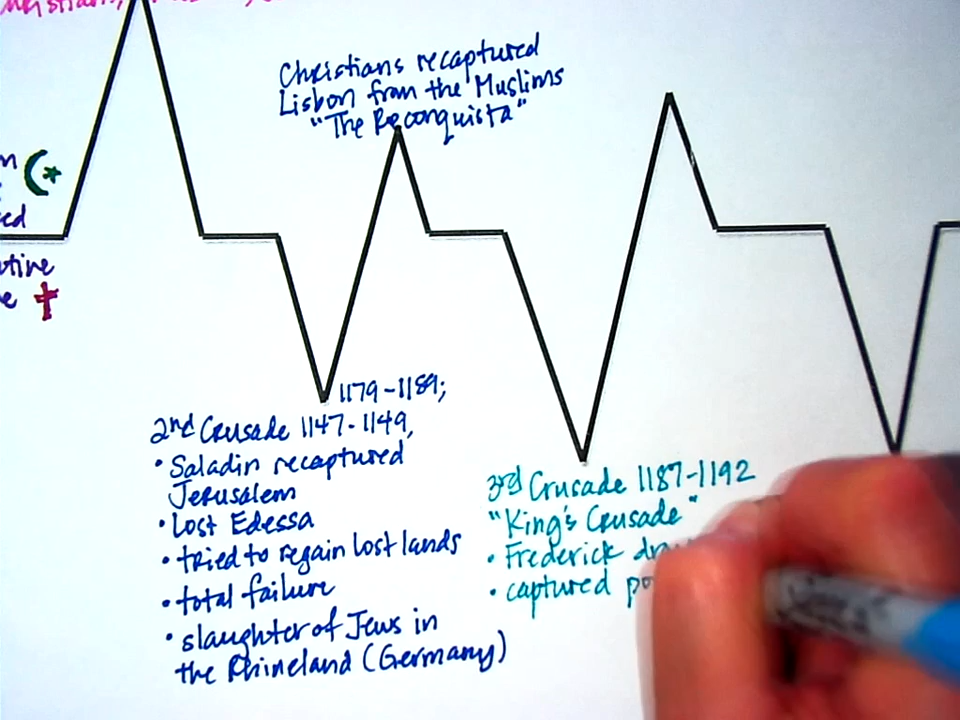 Christians recaptured
Lisbon from the Muslims
"The Reconquista"
1179-1189;
2nd Crusade 1147-1149,
• Saladin recaptured
Jerusalem
• Lost Edessa
• tried to regain lost lands
• total failure
• slaughter of Jews in
the Rhineland (Germany)
3rd Crusade 1187-1192
"King's Crusade"
• Frederick
• captured